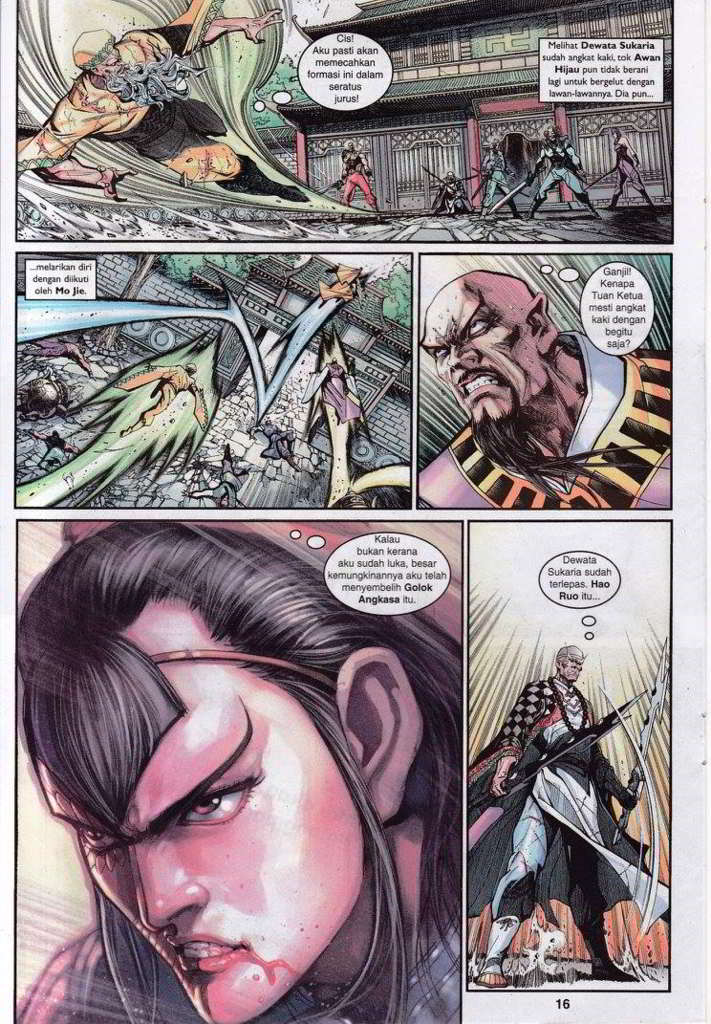 Cis!
Aku pasti akan
memecahkan
formasi ini dalam
seratus
jurus!
Melihat Dewata Sukaria
sudah angkat kaki, tok Awan
Hijau pun tidak berani
lagi untuk bergelut dengan
lawan-lawannya. Dia pun...
...melarikan diri
dengan diikuti
oleh Mo Jie.
Ganjil!
Kenapa
Tuan Ketua
mesti angkat
kaki dengan
begitu
saja?
Kalau
bukan kerana
aku sudah luka, besar
kemungkinannya aku telah
menyembelih Golok
Angkasa itu.
Dewata
Sukaria sudah
terlepas. Hao
Ruo itu...
16